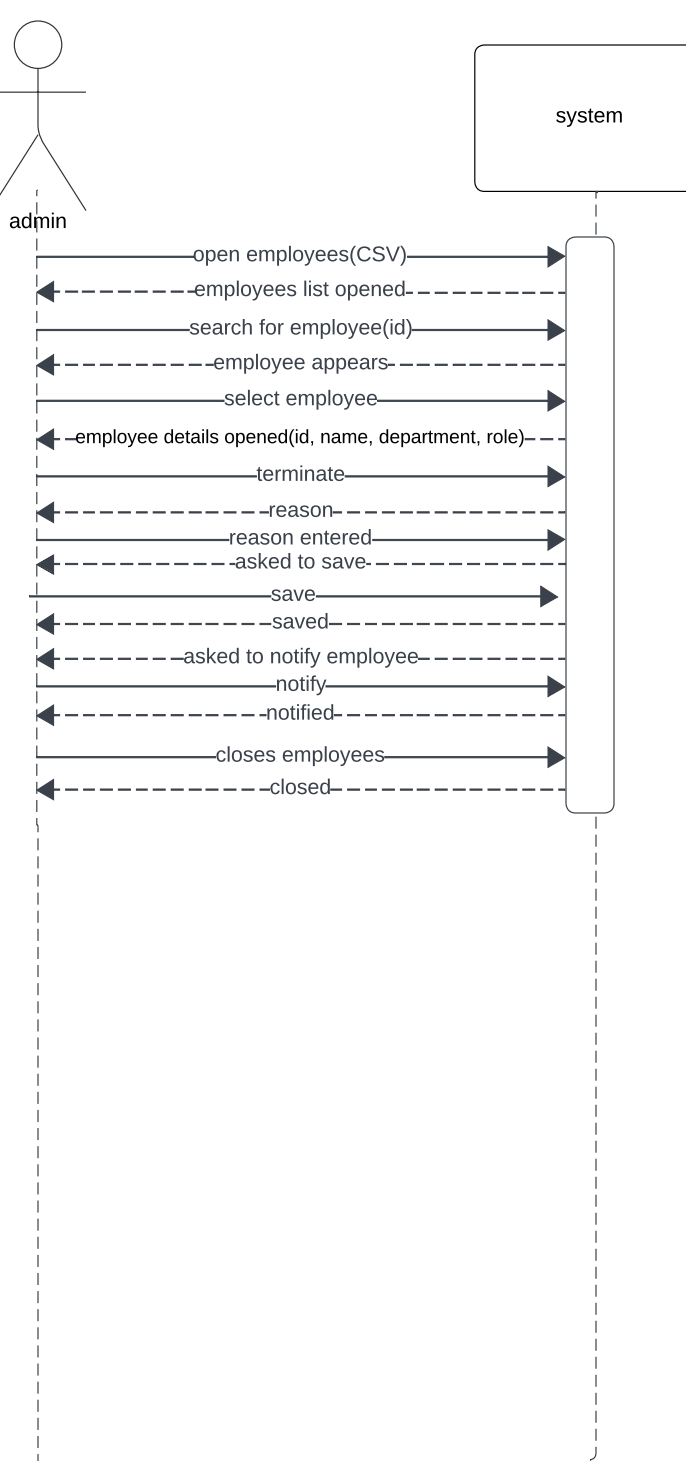 system
admin
open employees(CSV)
employees list opened
search for employee(id)
employee appears
select employee
employee details opened(id, name, department, role)
terminate
reason
reason entered
asked to save
save
saved
asked to notify employee
notify
notified
closes employees
closed